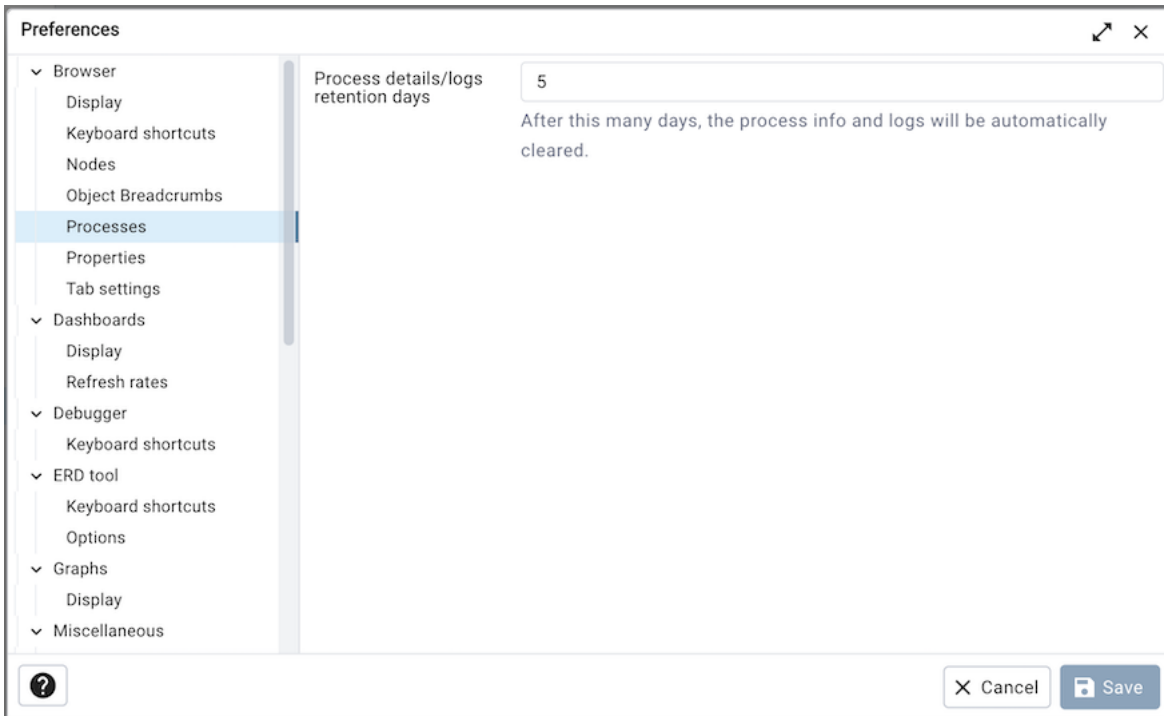 Preferences
Browser
Display
Keyboard shortcuts
Nodes
Object Breadcrumbs
Processes
Properties
Tab settings
Dashboards
Display
Refresh rates
Debugger
Keyboard shortcuts
ERD tool
Keyboard shortcuts
Options
Graphs
Display
Miscellaneous
Process details/logs
retention days
5
After this many days, the process info and logs will be automatically
cleared.
?
Cancel
Save